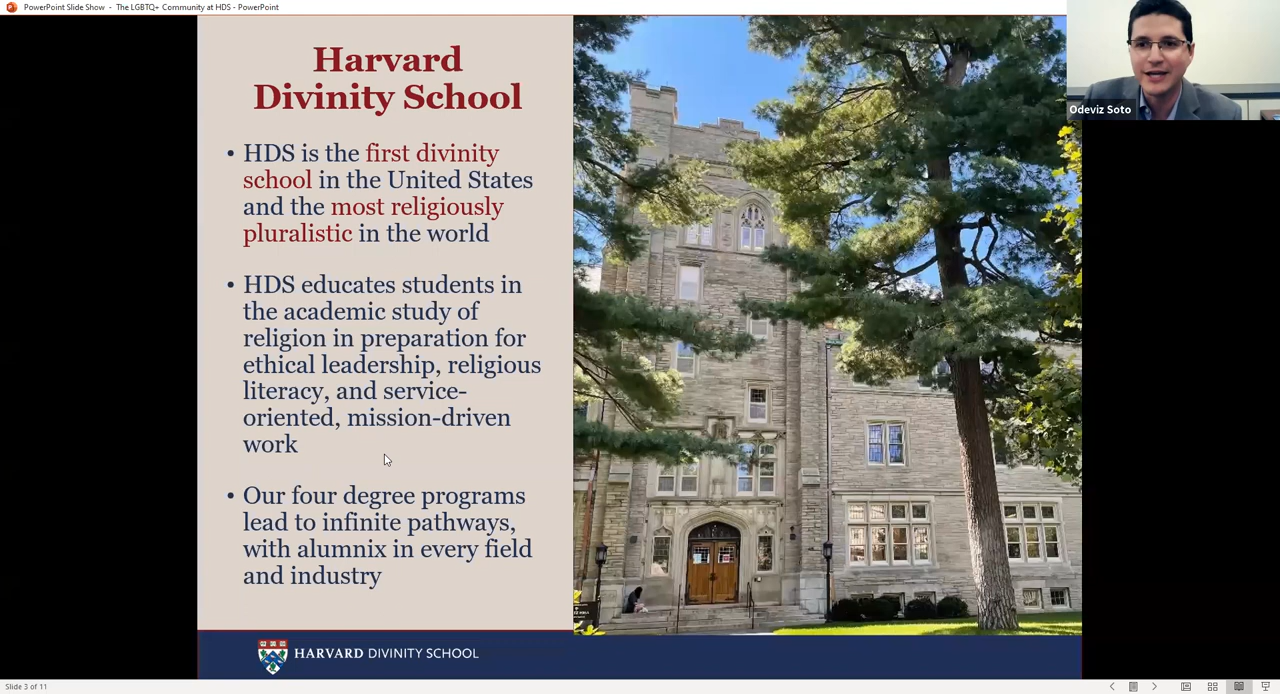 PowerPoint Slide Show - The LGBTQ+ Community at HDS - PowerPoint
Harvard
Divinity School
• HDS is the first divinity
school in the United States
and the most religiously
pluralistic in the world
• HDS educates students in
the academic study of
religion in preparation for
ethical leadership, religious
literacy, and service-
oriented, mission-driven
work
• Our four degree programs
lead to infinite pathways,
with alumnix in every field
and industry
HARVARD DIVINITY SCHOOL
Odeviz Soto
Slide 3 of 11